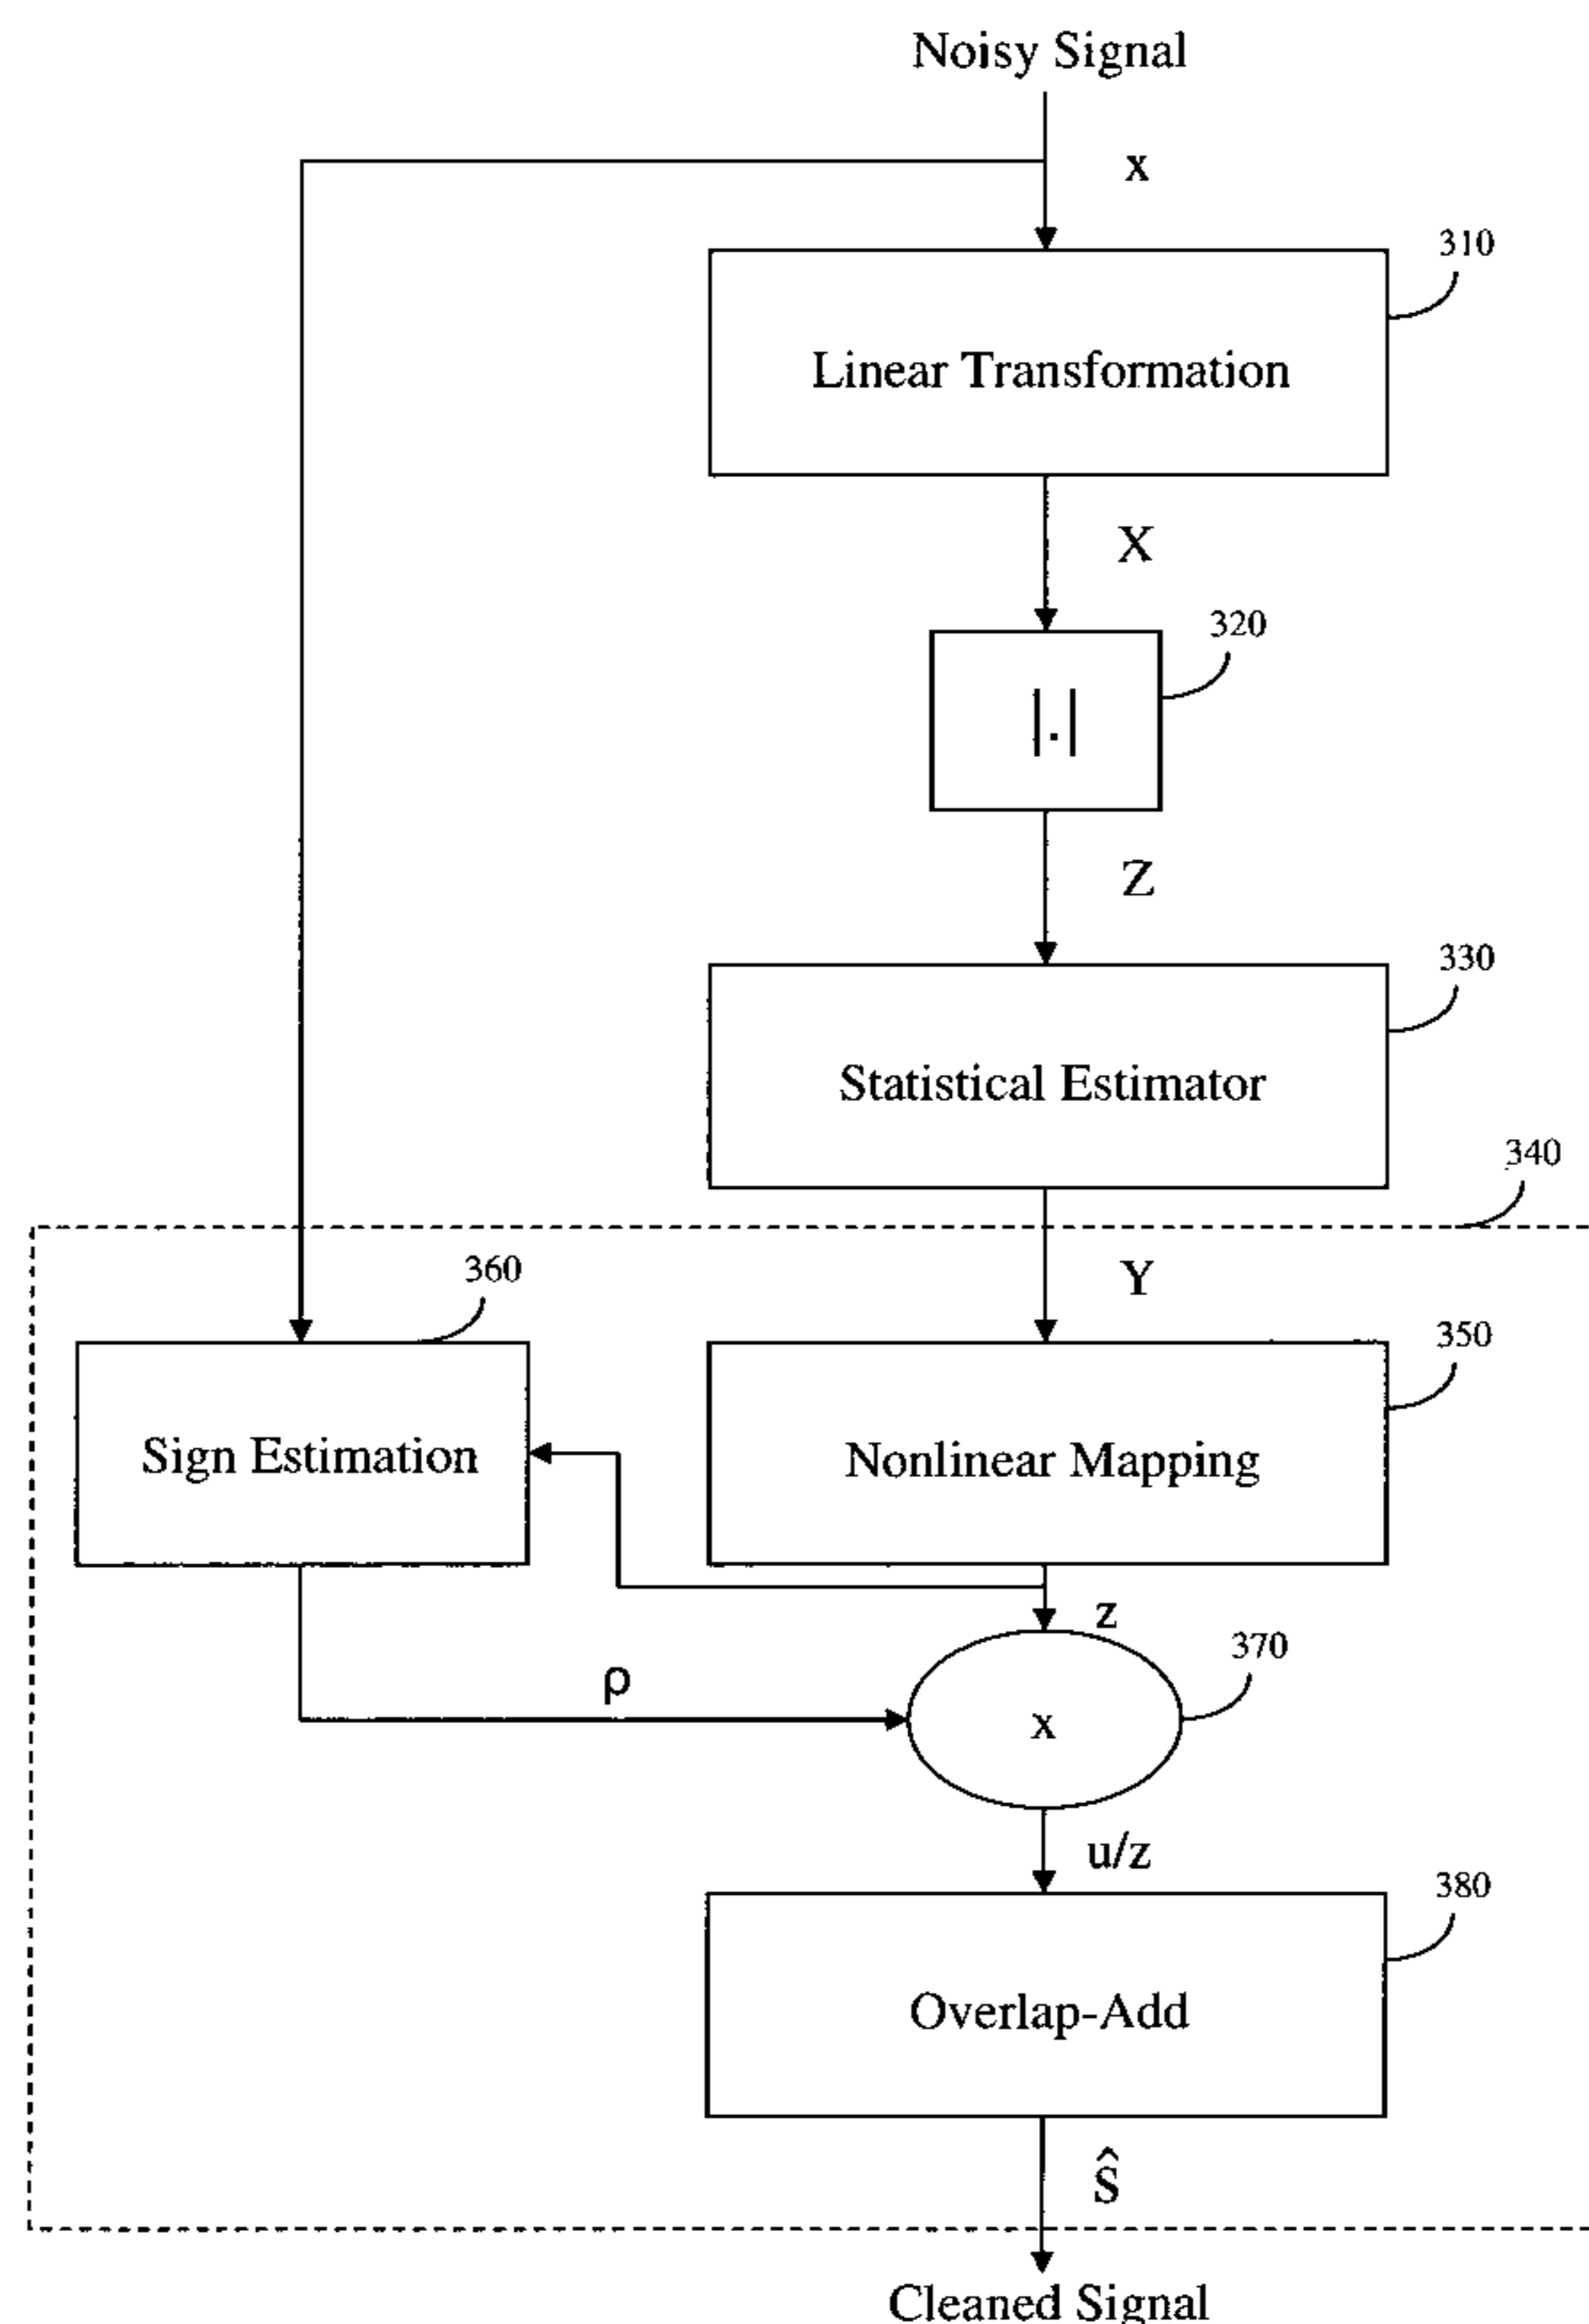 Noisy Signal
x
310
Linear Transformation
X
320
|.|
Z
330
Statistical Estimator
340
Y
360
350
Sign Estimation
Nonlinear Mapping
z
370
ρ
x
u/z
380
Overlap-Add
ŝ
Cleaned Signal